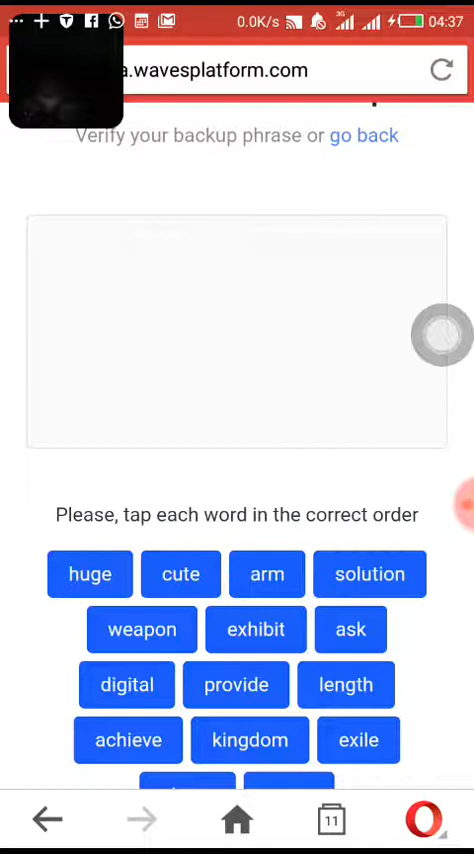 0.0K/s 3G 04:37
a.wavesplatform.com
Verify your backup phrase or go back
Please, tap each word in the correct order
huge cute arm solution
weapon exhibit ask
digital provide length
achieve kingdom exile
11